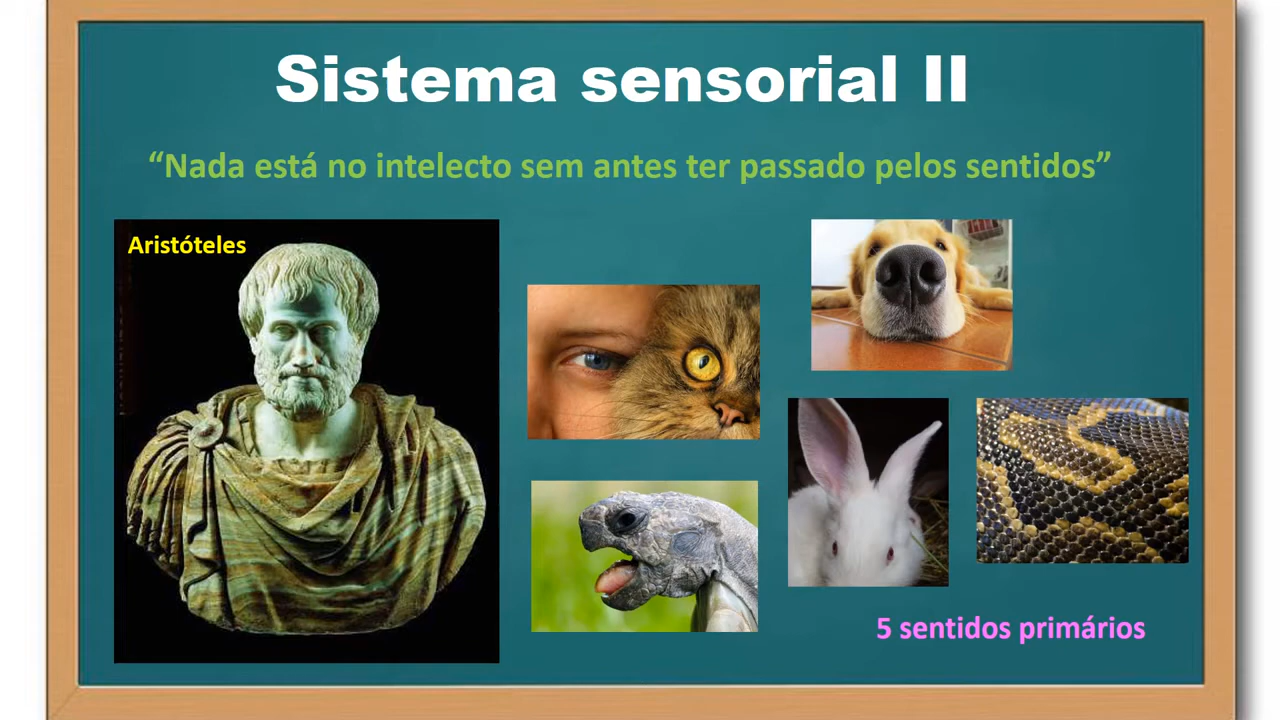 Sistema sensorial II
“Nada está no intelecto sem antes ter passado pelos sentidos”
Aristóteles
5 sentidos primários